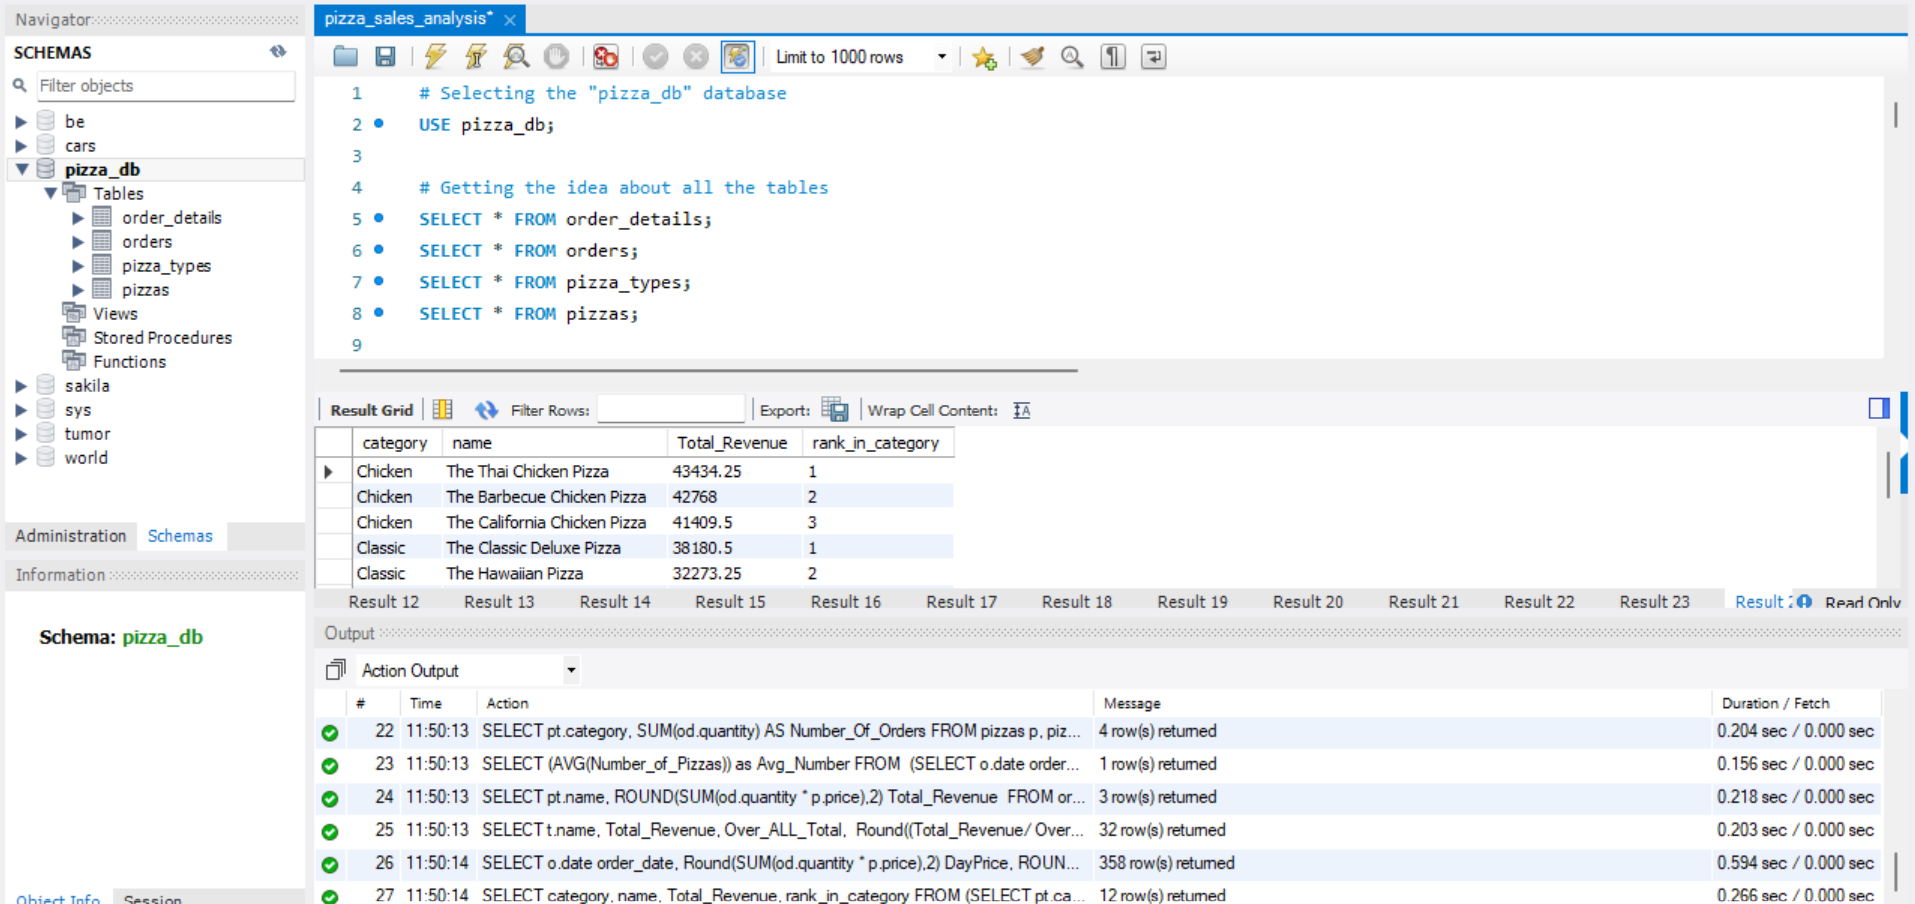 Navigator
SCHEMAS
Filter objects
be
cars
pizza_db
Tables
order_details
orders
pizza_types
pizzas
Views
Stored Procedures
Functions
sakila
sys
tumor
world
Administration Schemas
Information
Schema: pizza_db
Object Info Session
pizza_sales_analysis*
Limit to 1000 rows
1 # Selecting the "pizza_db" database
2 USE pizza_db;
3
4 # Getting the idea about all the tables
5 SELECT * FROM order_details;
6 SELECT * FROM orders;
7 SELECT * FROM pizza_types;
8 SELECT * FROM pizzas;
9
Result Grid Filter Rows: Export: Wrap Cell Content:
category name Total_Revenue rank_in_category
Chicken The Thai Chicken Pizza 43434.25 1
Chicken The Barbecue Chicken Pizza 42768 2
Chicken The California Chicken Pizza 41409.5 3
Classic The Classic Deluxe Pizza 38180.5 1
Classic The Hawaiian Pizza 32273.25 2
Result 12 Result 13 Result 14 Result 15 Result 16 Result 17 Result 18 Result 19 Result 20 Result 21 Result 22 Result 23 Result Read Only
Output
Action Output
# Time Action Message Duration / Fetch
22 11:50:13 SELECT pt.category, SUM(od.quantity) AS Number_Of_Orders FROM pizzas p, piz... 4 row(s) returned 0.204 sec / 0.000 sec
23 11:50:13 SELECT (AVG(Number_of_Pizzas)) as Avg_Number FROM (SELECT o.date order... 1 row(s) returned 0.156 sec / 0.000 sec
24 11:50:13 SELECT pt.name, ROUND(SUM(od.quantity * p.price),2) Total_Revenue FROM or... 3 row(s) returned 0.218 sec / 0.000 sec
25 11:50:13 SELECT t.name, Total_Revenue, Over_ALL_Total, Round((Total_Revenue/ Over... 32 row(s) returned 0.203 sec / 0.000 sec
26 11:50:14 SELECT o.date order_date, Round(SUM(od.quantity * p.price),2) DayPrice, ROUN... 358 row(s) returned 0.594 sec / 0.000 sec
27 11:50:14 SELECT category, name, Total_Revenue, rank_in_category FROM (SELECT pt.ca... 12 row(s) returned 0.266 sec / 0.000 sec